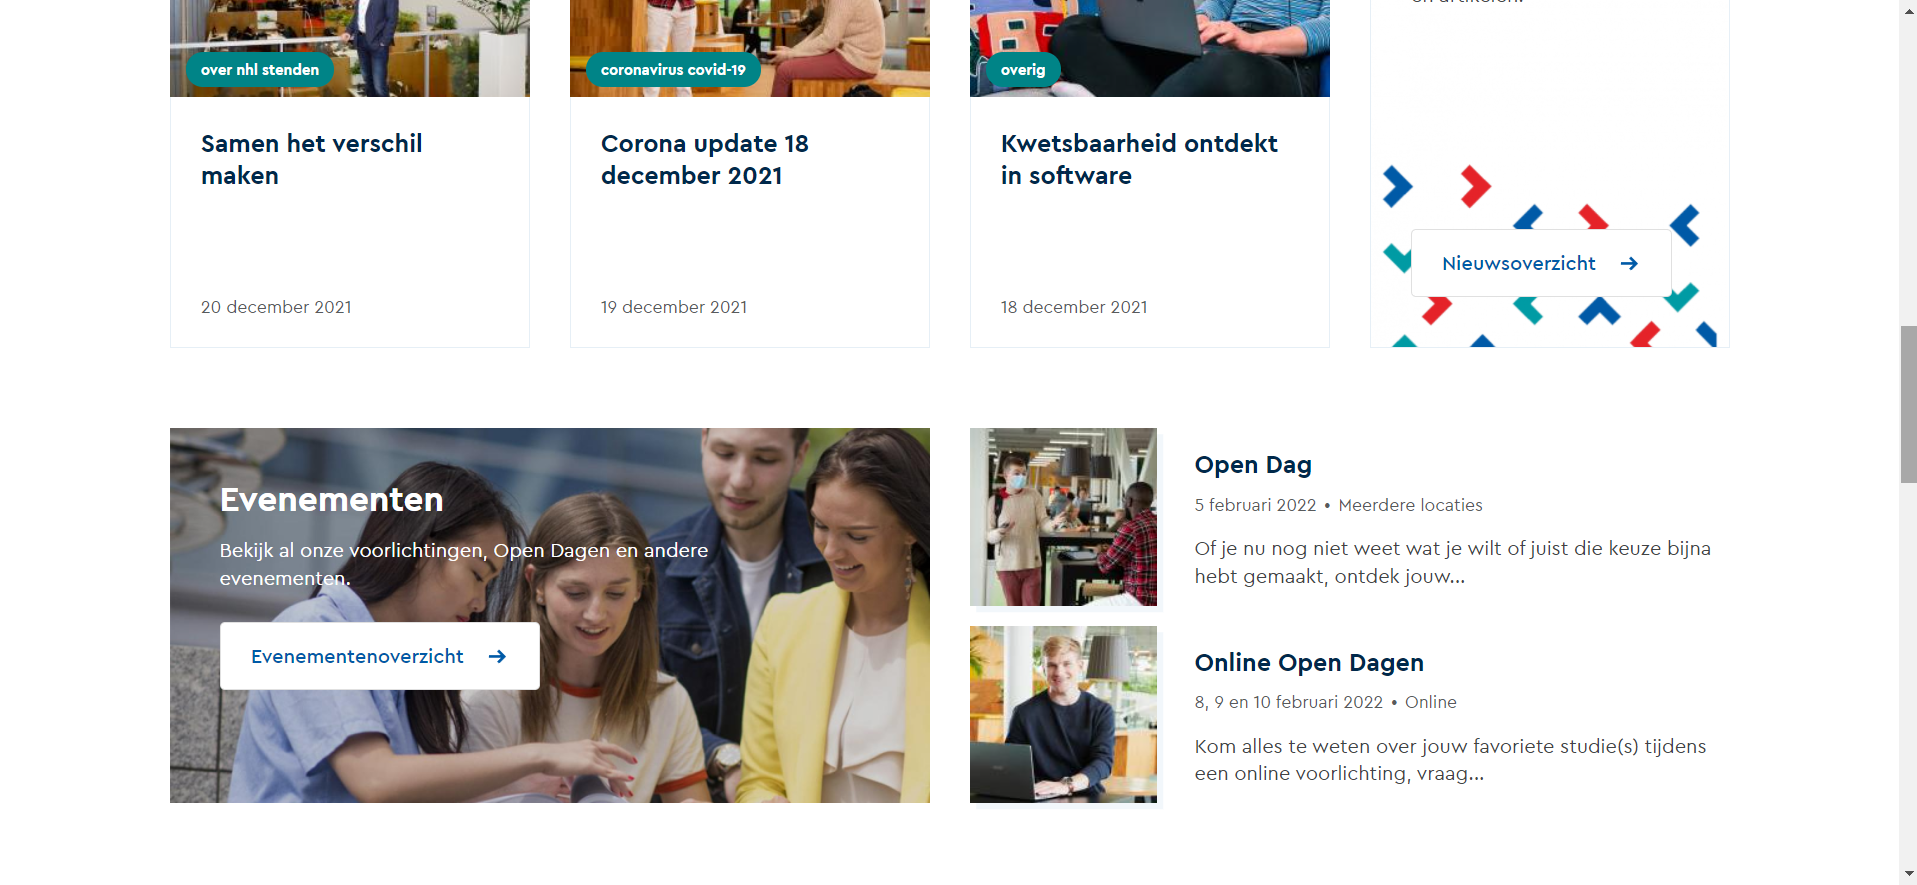 over nhl stenden
coronavirus covid-19
overig
Samen het verschil
maken
20 december 2021
Corona update 18
december 2021
19 december 2021
Kwetsbaarheid ontdekt
in software
18 december 2021
en artikelen.
Nieuwsoverzicht
Evenementen
Bekijk al onze voorlichtingen, Open Dagen en andere
evenementen.
Evenementenoverzicht
Open Dag
5 februari 2022 • Meerdere locaties
Of je nu nog niet weet wat je wilt of juist die keuze bijna
hebt gemaakt, ontdek jouw...
Online Open Dagen
8, 9 en 10 februari 2022 • Online
Kom alles te weten over jouw favoriete studie(s) tijdens
een online voorlichting, vraag...